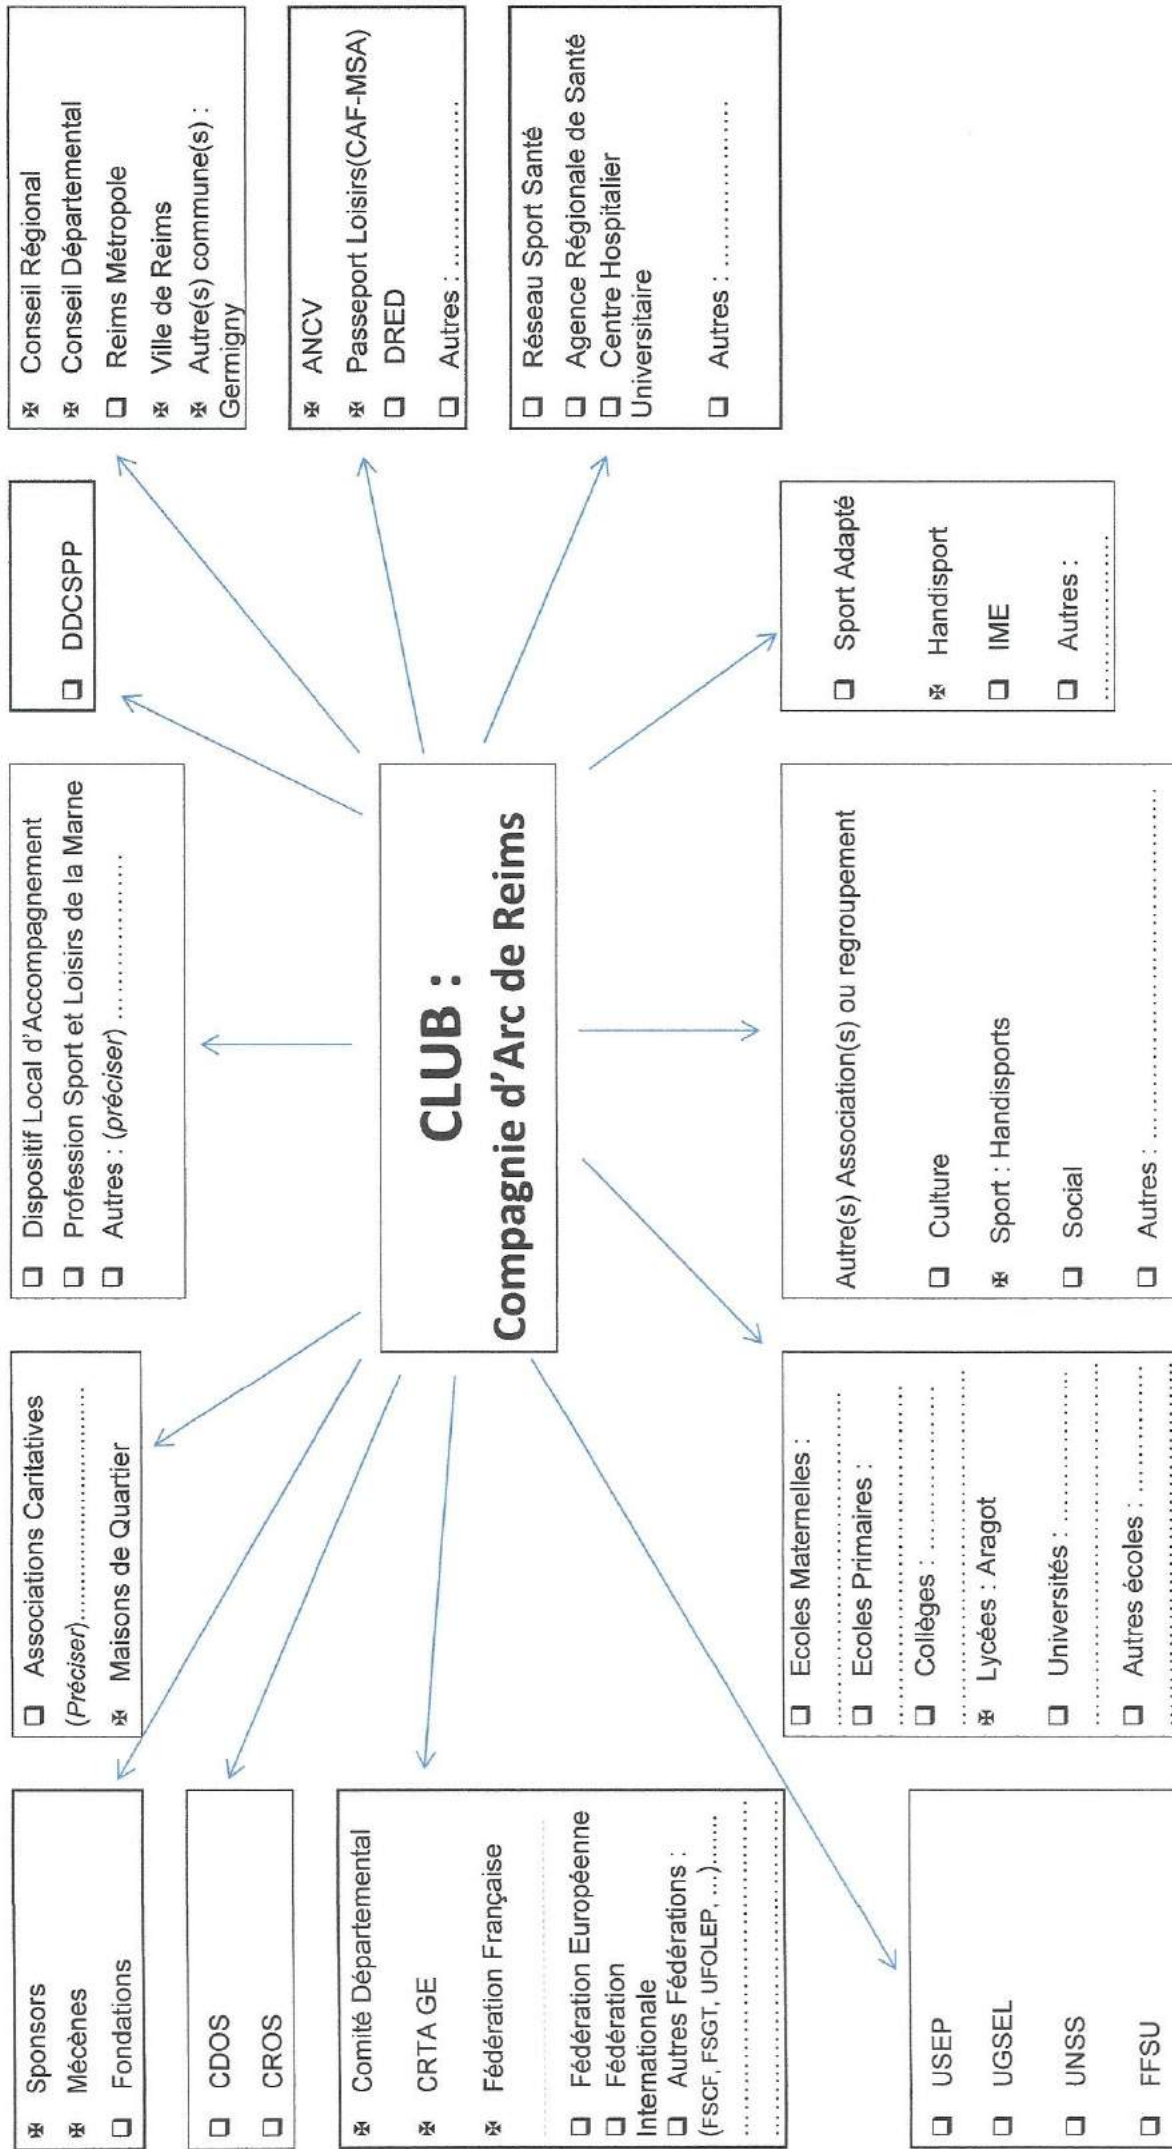 ✠ Sponsors
✠ Mécènes
❑ Fondations
❑ Associations Caritatives
(Préciser)..............................
✠ Maisons de Quartier
❑ Dispositif Local d'Accompagnement
❑ Profession Sport et Loisirs de la Marne
❑ Autres : (préciser) ..................
❑ DDCSPP
✠ Conseil Régional
✠ Conseil Départemental
❑ Reims Métropole
✠ Ville de Reims
✠ Autre(s) commune(s) :
Germigny
❑ CDOS
❑ CROS
✠ ANCV
✠ Passeport Loisirs(CAF-MSA)
❑ DRED
❑ Autres : ........................
CLUB :
Compagnie d'Arc de Reims
✠ Comité Départemental
✠ CRTA GE
✠ Fédération Française
❑ Fédération Européenne
❑ Fédération
Internationale
❑ Autres Fédérations :
(FSCF, FSGT, UFOLEP, ...).......
❑ Réseau Sport Santé
❑ Agence Régionale de Santé
❑ Centre Hospitalier
Universitaire
❑ Autres : ........................
❑ USEP
❑ UGSEL
❑ UNSS
❑ FFSU
❑ Ecoles Maternelles :
❑ Ecoles Primaires :
❑ Collèges : ..................
✠ Lycées : Aragot
❑ Universités : ..................
❑ Autres écoles : ............
Autre(s) Association(s) ou regroupement
❑ Culture
✠ Sport : Handisports
❑ Social
❑ Autres : ........................................
❑ Sport Adapté
✠ Handisport
❑ IME
❑ Autres :
........................